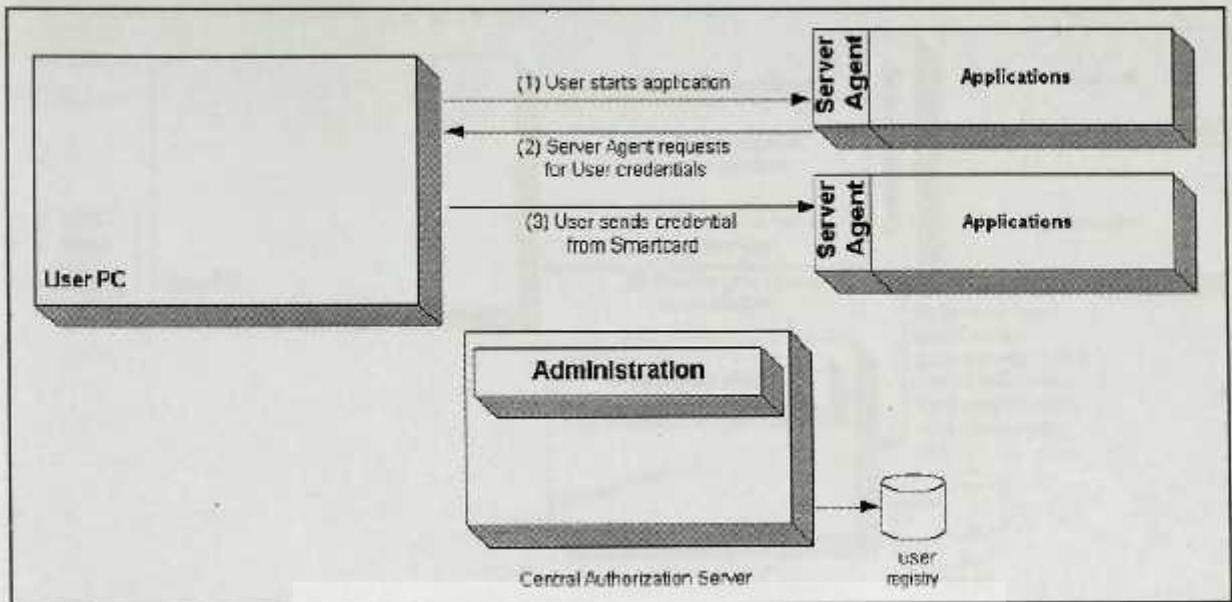 (1) User starts application
Server Agent
Applications
(2) Server Agent requests
for User credentials
(3) User sends credential
from Smartcard
Server Agent
Applications
User PC
Administration
Central Authorization Server
user
registry